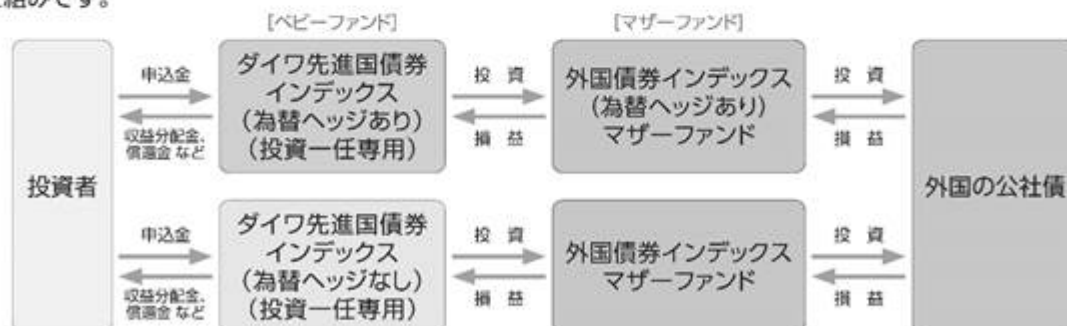 組みです。
[ベビーファンド]
[マザーファンド]
投資者
申込金
収益分配金、
償還金 など
ダイワ先進国債券
インデックス
(為替ヘッジあり)
(投資一任専用)
投 資
損 益
外国債券インデックス
(為替ヘッジあり)
マザーファンド
投 資
損 益
外国の公社債
申込金
収益分配金、
償還金 など
ダイワ先進国債券
インデックス
(為替ヘッジなし)
(投資一任専用)
投 資
損 益
外国債券インデックス
マザーファンド
投 資
損 益